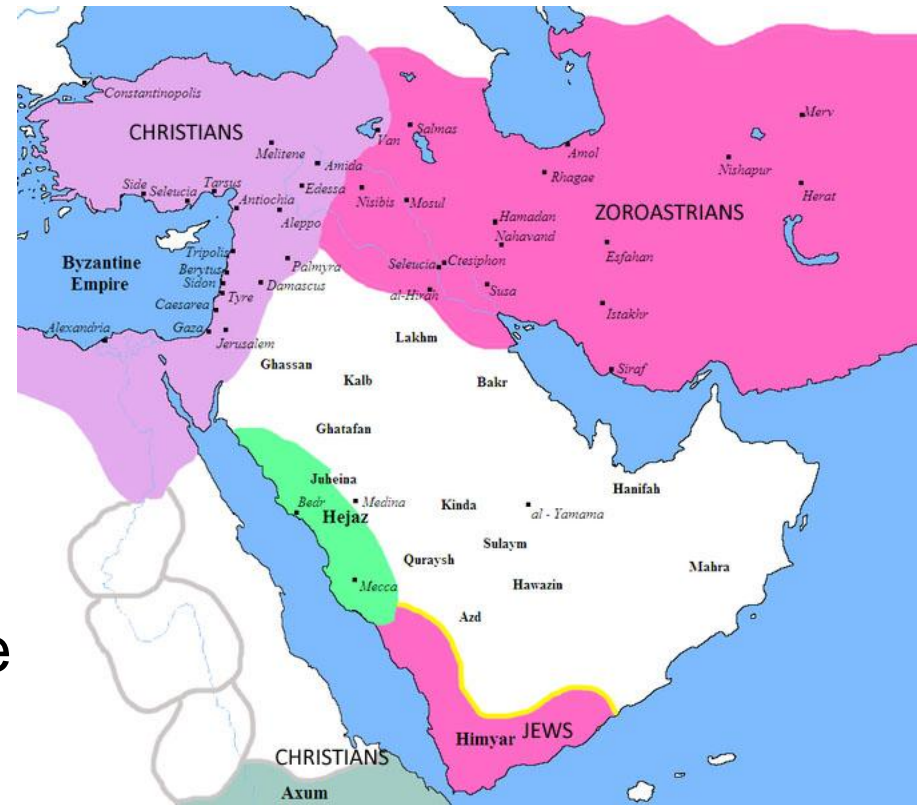 Constantinopolis
CHRISTIANS
Melitene
Van
Salmas
Amol
Merv
Amida
Rhagae
Nishapur
Side
Seleucia
Tarsus
Edessa
Nisibis
Mosul
Herat
Antiochia
Aleppo
Hamadan
ZOROASTRIANS
Nahavand
Esfahan
Tripolis
Byzantine
Empire
Berytus
Sidon
Palmyra
Seleucia
Ctesiphon
Tyre
Damascus
al-Hirah
Susa
Caesarea
Istakhr
Alexandria
Gaza
Jerusalem
Lakhm
Ghassan
Kalb
Bakr
Siraf
Ghatafan
Juheina
Hanifah
Bedr
Medina
Hejaz
Kinda
al - Yamama
Sulaym
Quraysh
Mecca
Hawazin
Mahra
Azd
e
Himyar
JEWS
CHRISTIANS
Axum